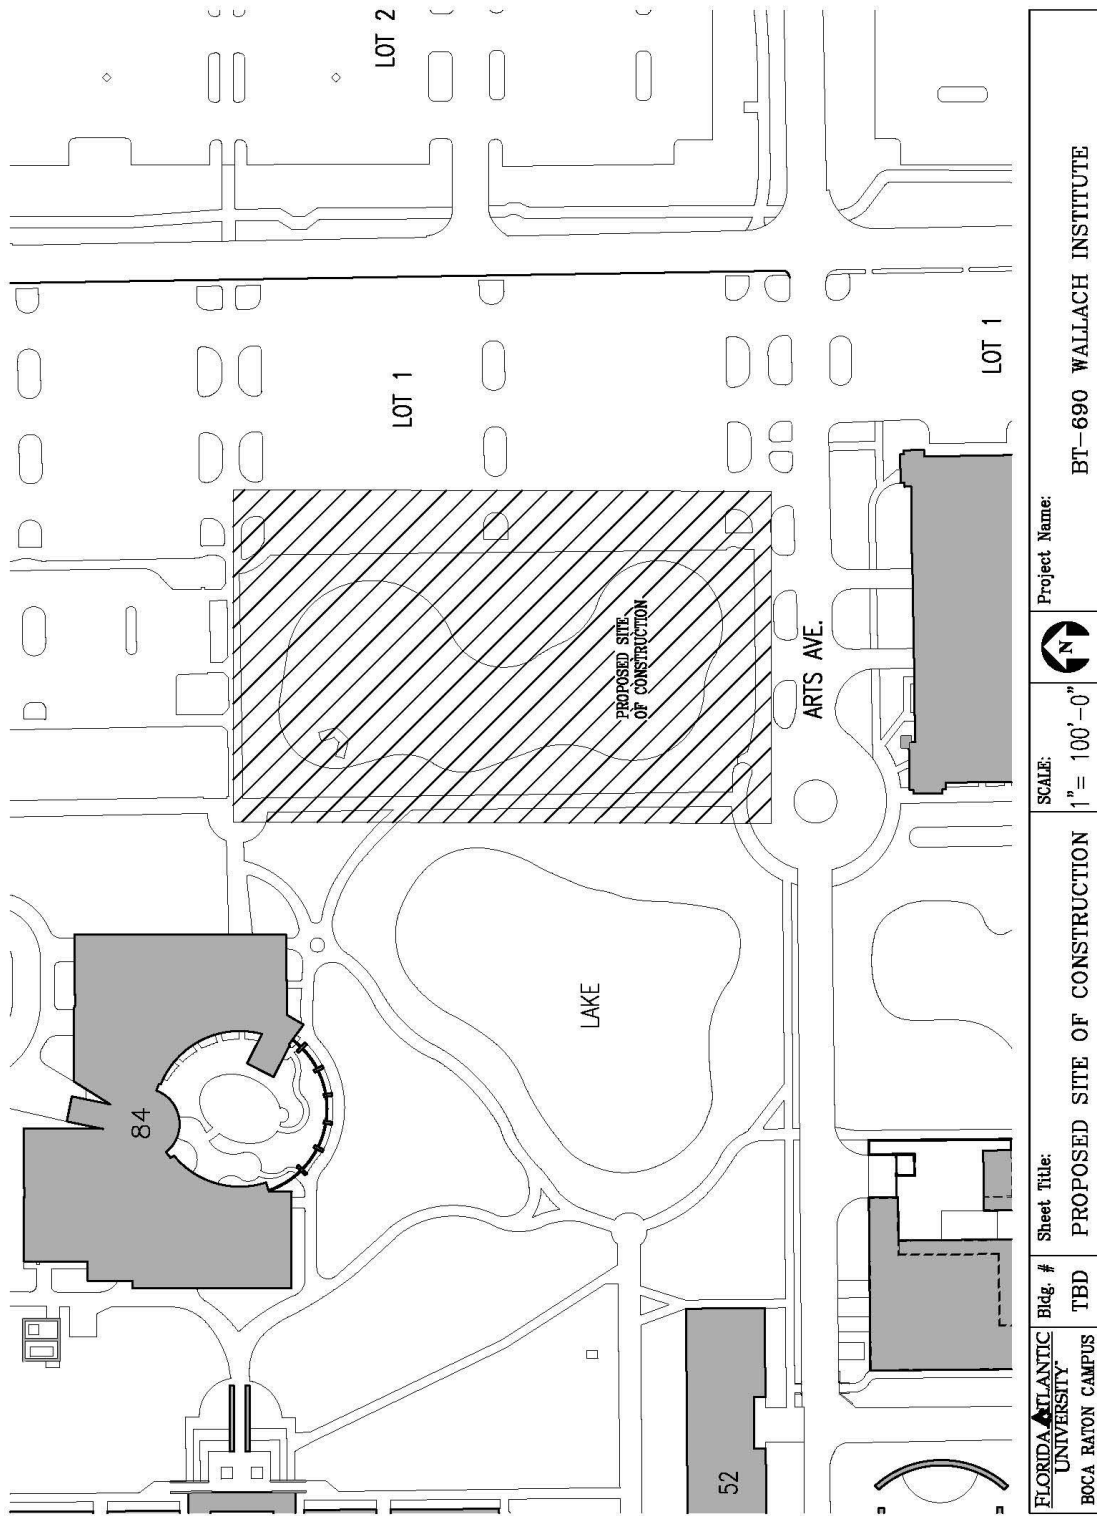 LOT 2
LOT 1
LOT 1
PROPOSED SITE
OF CONSTRUCTION
ARTS AVE.
LAKE
84
52
FLORIDA ATLANTIC
UNIVERSITY
BOCA RATON CAMPUS
Bldg. #
TBD
Sheet Title:
PROPOSED SITE OF CONSTRUCTION
SCALE:
1"= 100'-0"
N
Project Name:
BT-690 WALLACH INSTITUTE